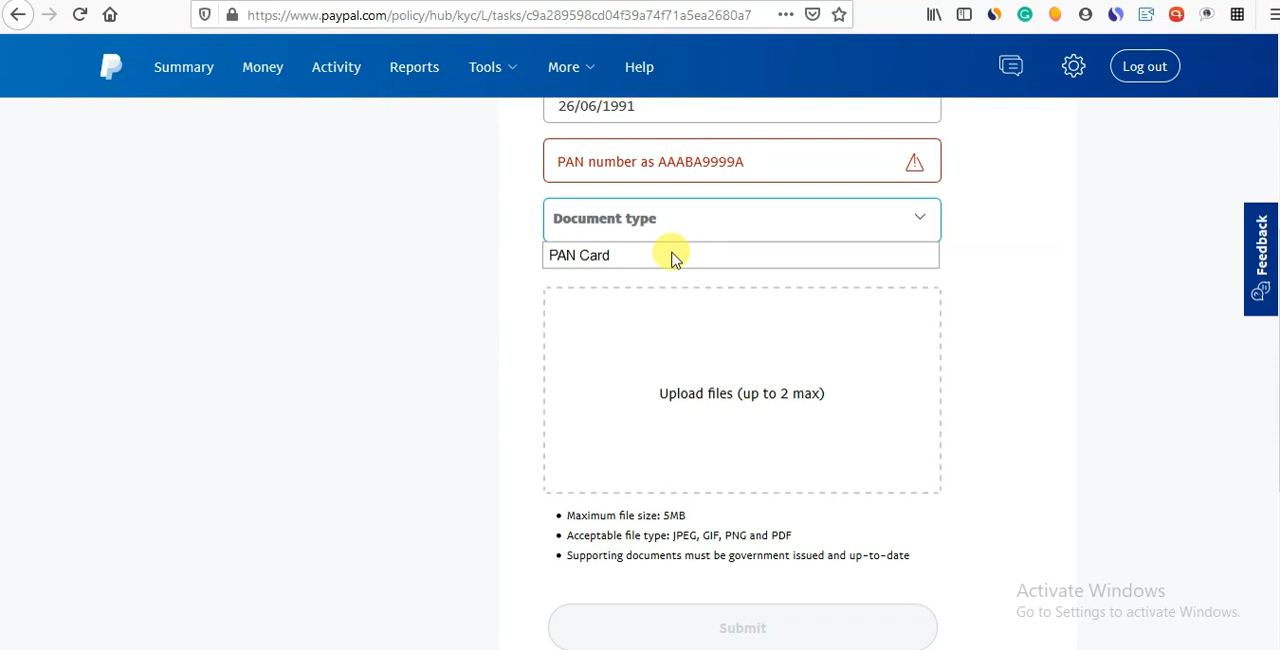 https://www.paypal.com/policy/hub/kyc/L/tasks/c9a289598cd04f39a74f71a5ea2680a7
Summary Money Activity Reports Tools More Help Log out
26/06/1991
PAN number as AAABA9999A
Document type
PAN Card
Feedback
Upload files (up to 2 max)
• Maximum file size: 5MB
• Acceptable file type: JPEG, GIF, PNG and PDF
• Supporting documents must be government issued and up-to-date
Activate Windows
Go to Settings to activate Windows.
Submit